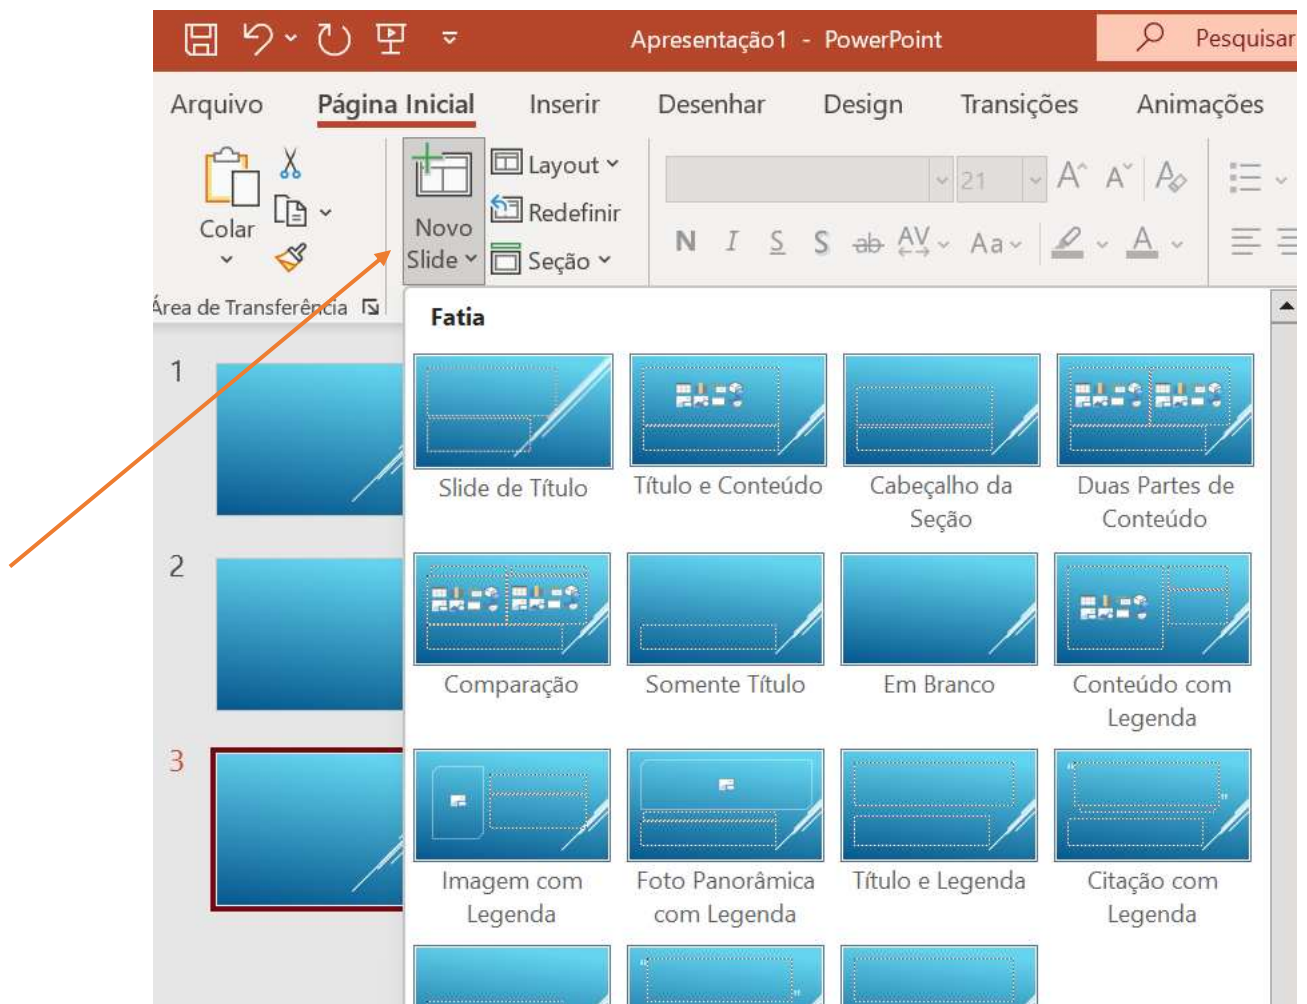 Apresentação1 - PowerPoint
Pesquisar
Arquivo Página Inicial Inserir Desenhar Design Transições Animações
Colar
Novo Slide
Layout
Redefinir
Seção
21
A A A
N I S S ab AV Aa A
Área de Transferência
Fatia
1
2
3
Slide de Título
Título e Conteúdo
Cabeçalho da
Seção
Duas Partes de
Conteúdo
Comparação
Somente Título
Em Branco
Conteúdo com
Legenda
Imagem com
Legenda
Foto Panorâmica
com Legenda
Título e Legenda
Citação com
Legenda